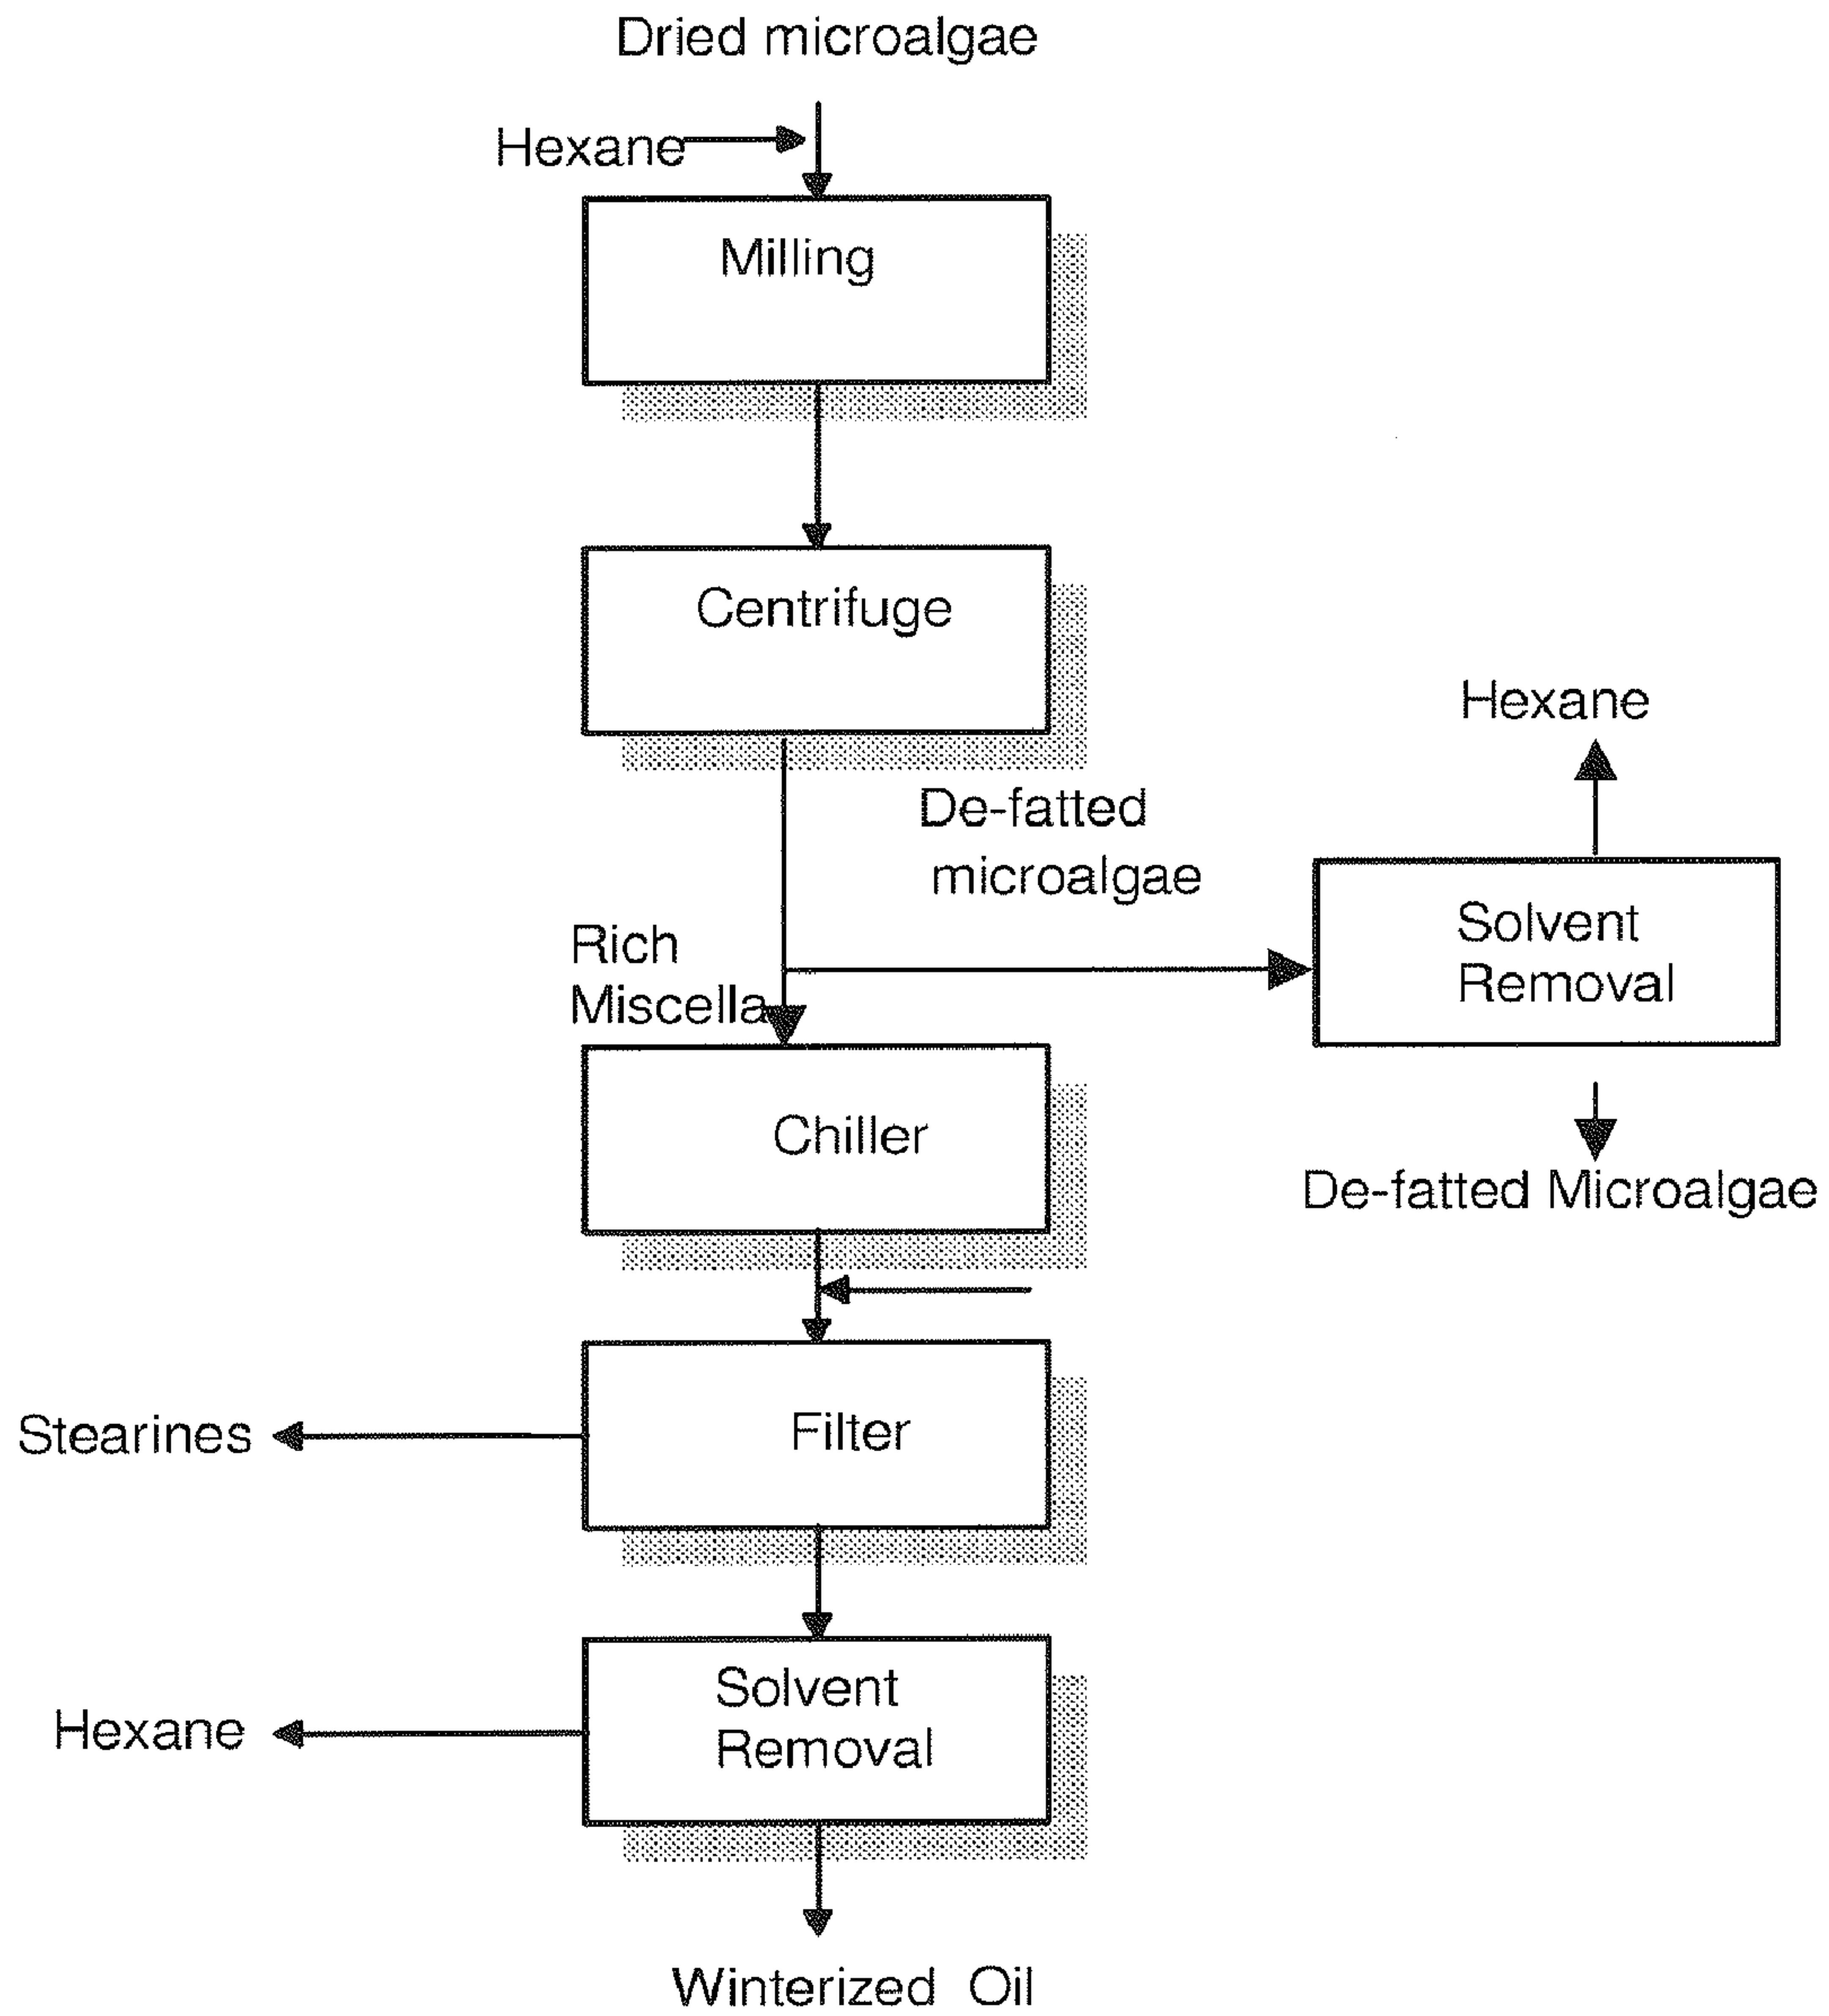 Dried microalgae
Hexane
Milling
Centrifuge
Hexane
De-fatted
microalgae
Solvent
Removal
Rich
Miscella
Chiller
De-fatted Microalgae
Filter
Stearines
Solvent
Removal
Hexane
Winterized Oil